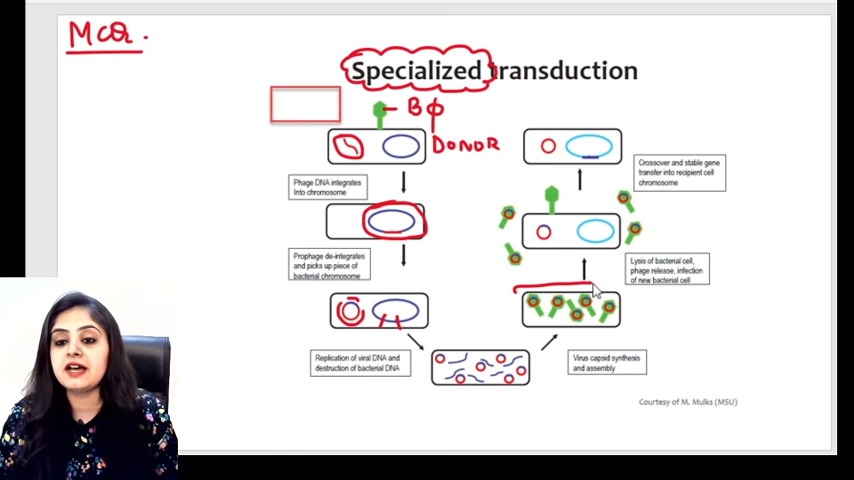 McQ.
Specialized transduction
Bϕ
DONOR
Phage DNA integrates
Into chromosome
Prophage de-integrates
and picks up piece of
bacterial chromosome
Replication of viral DNA and
destruction of bacterial DNA
Virus capsid synthesis
and assembly
Lysis of bacterial cell,
phage release, infection
of new bacterial cell
Crossover and stable gene
transfer into recipient cell
chromosome
Courtesy of M. Mulks (MSU)